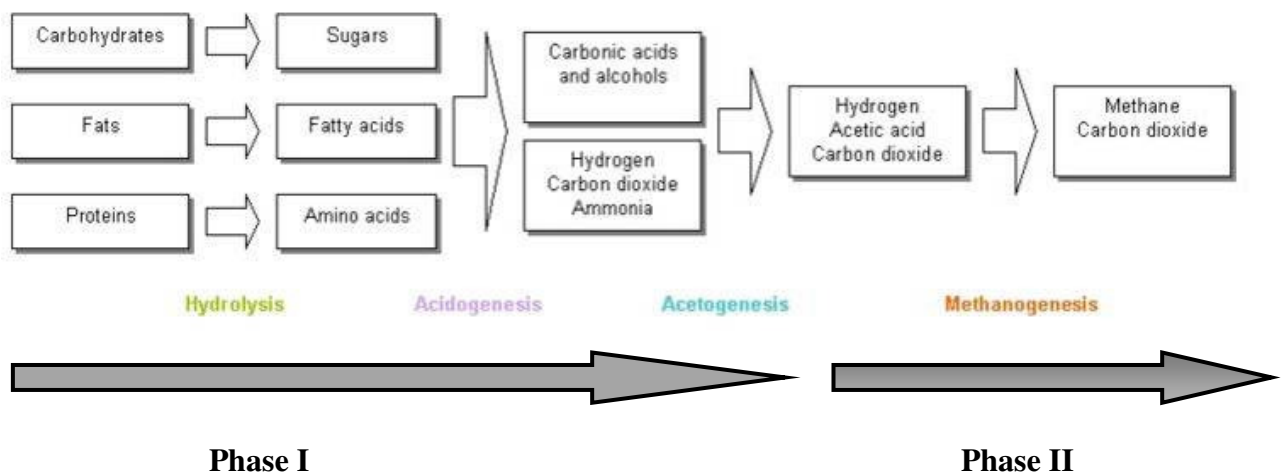 Carbohydrates
Sugars
Fats
Fatty acids
Proteins
Amino acids
Carbonic acids
and alcohols
Hydrogen
Carbon dioxide
Ammonia
Hydrogen
Acetic acid
Carbon dioxide
Methane
Carbon dioxide
Hydrolysis
Acidogenesis
Acetogenesis
Methanogenesis
Phase I
Phase II